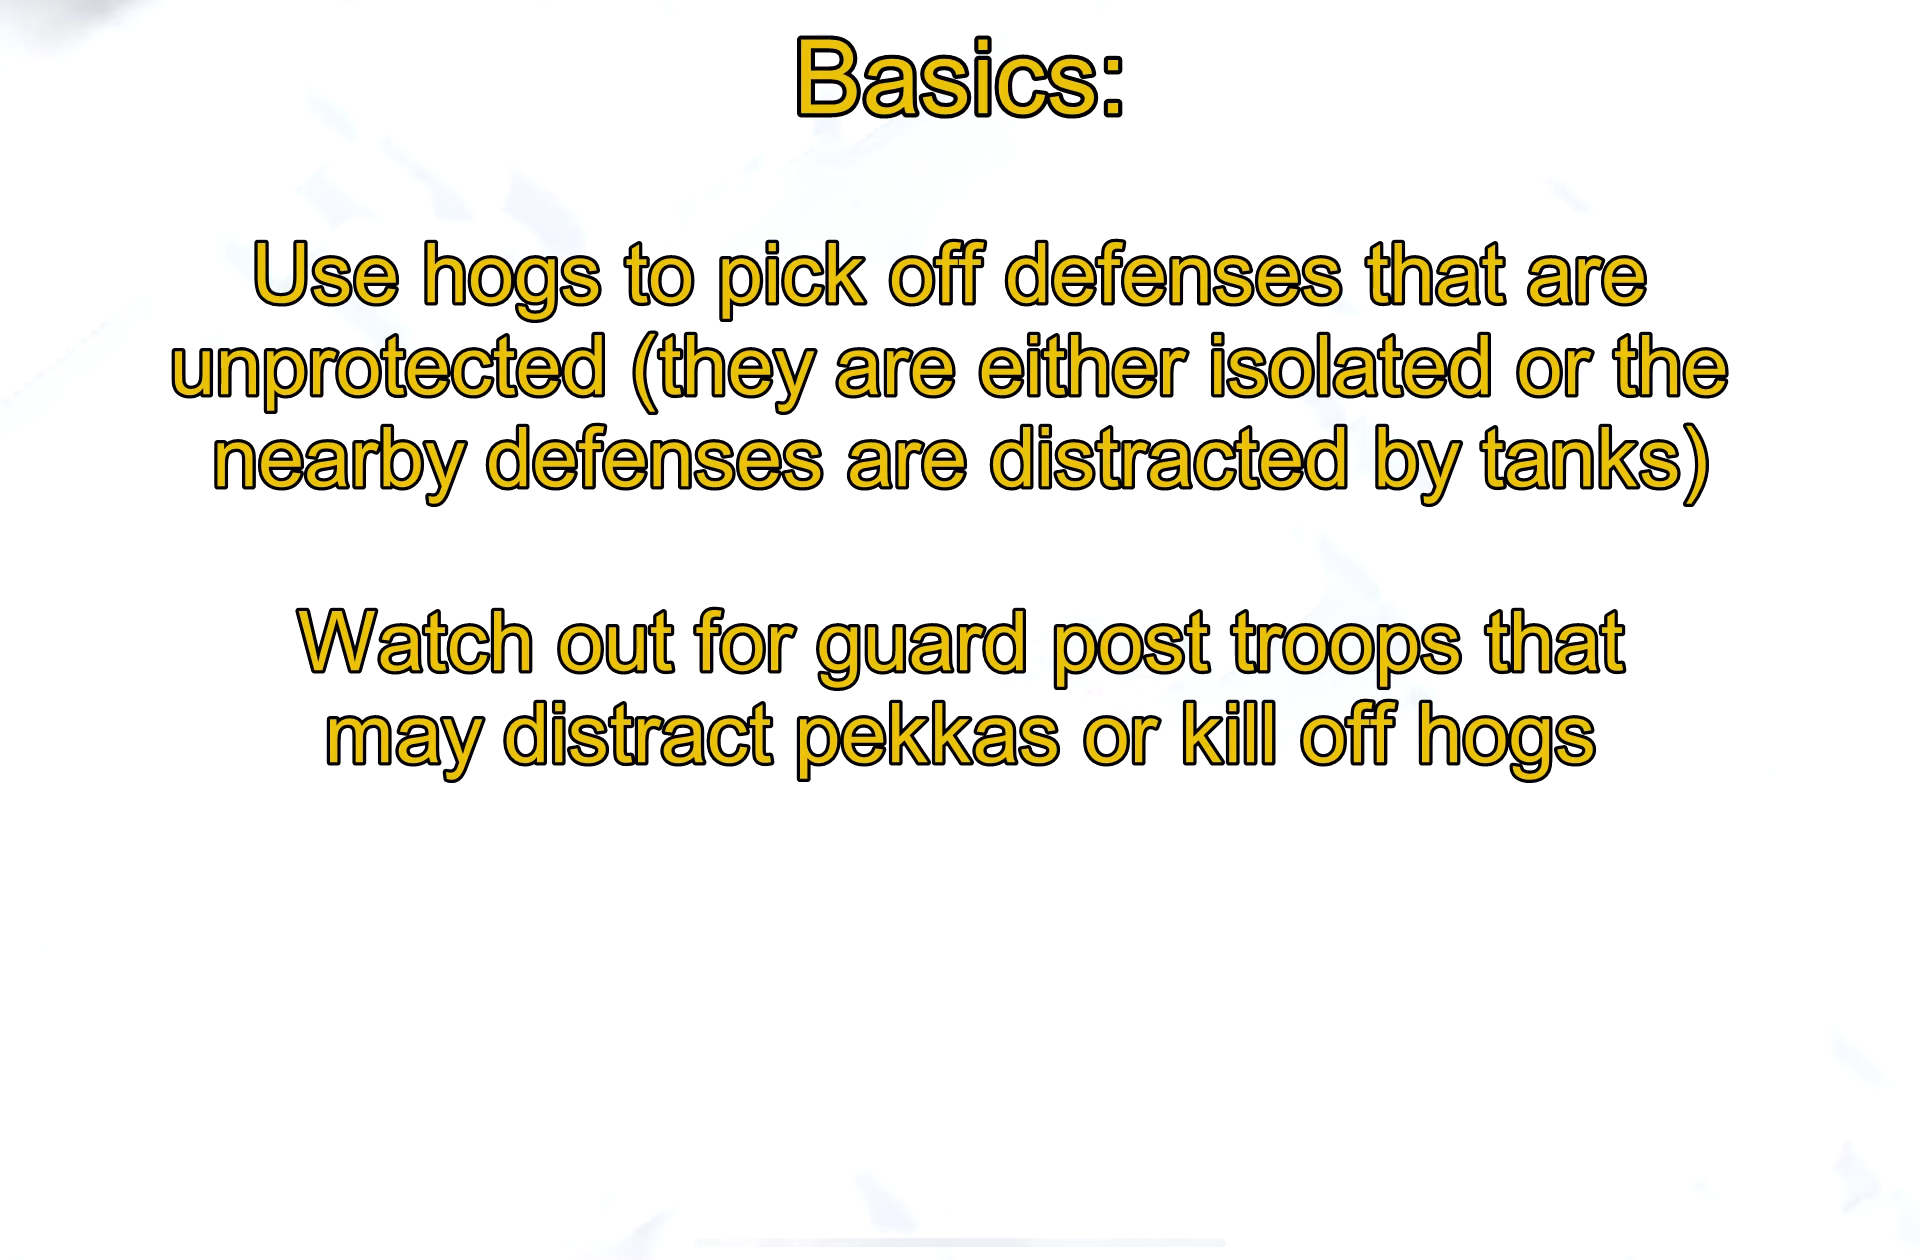 Basics:
Use hogs to pick off defenses that are
unprotected (they are either isolated or the
nearby defenses are distracted by tanks)
Watch out for guard post troops that
may distract pekkas or kill off hogs